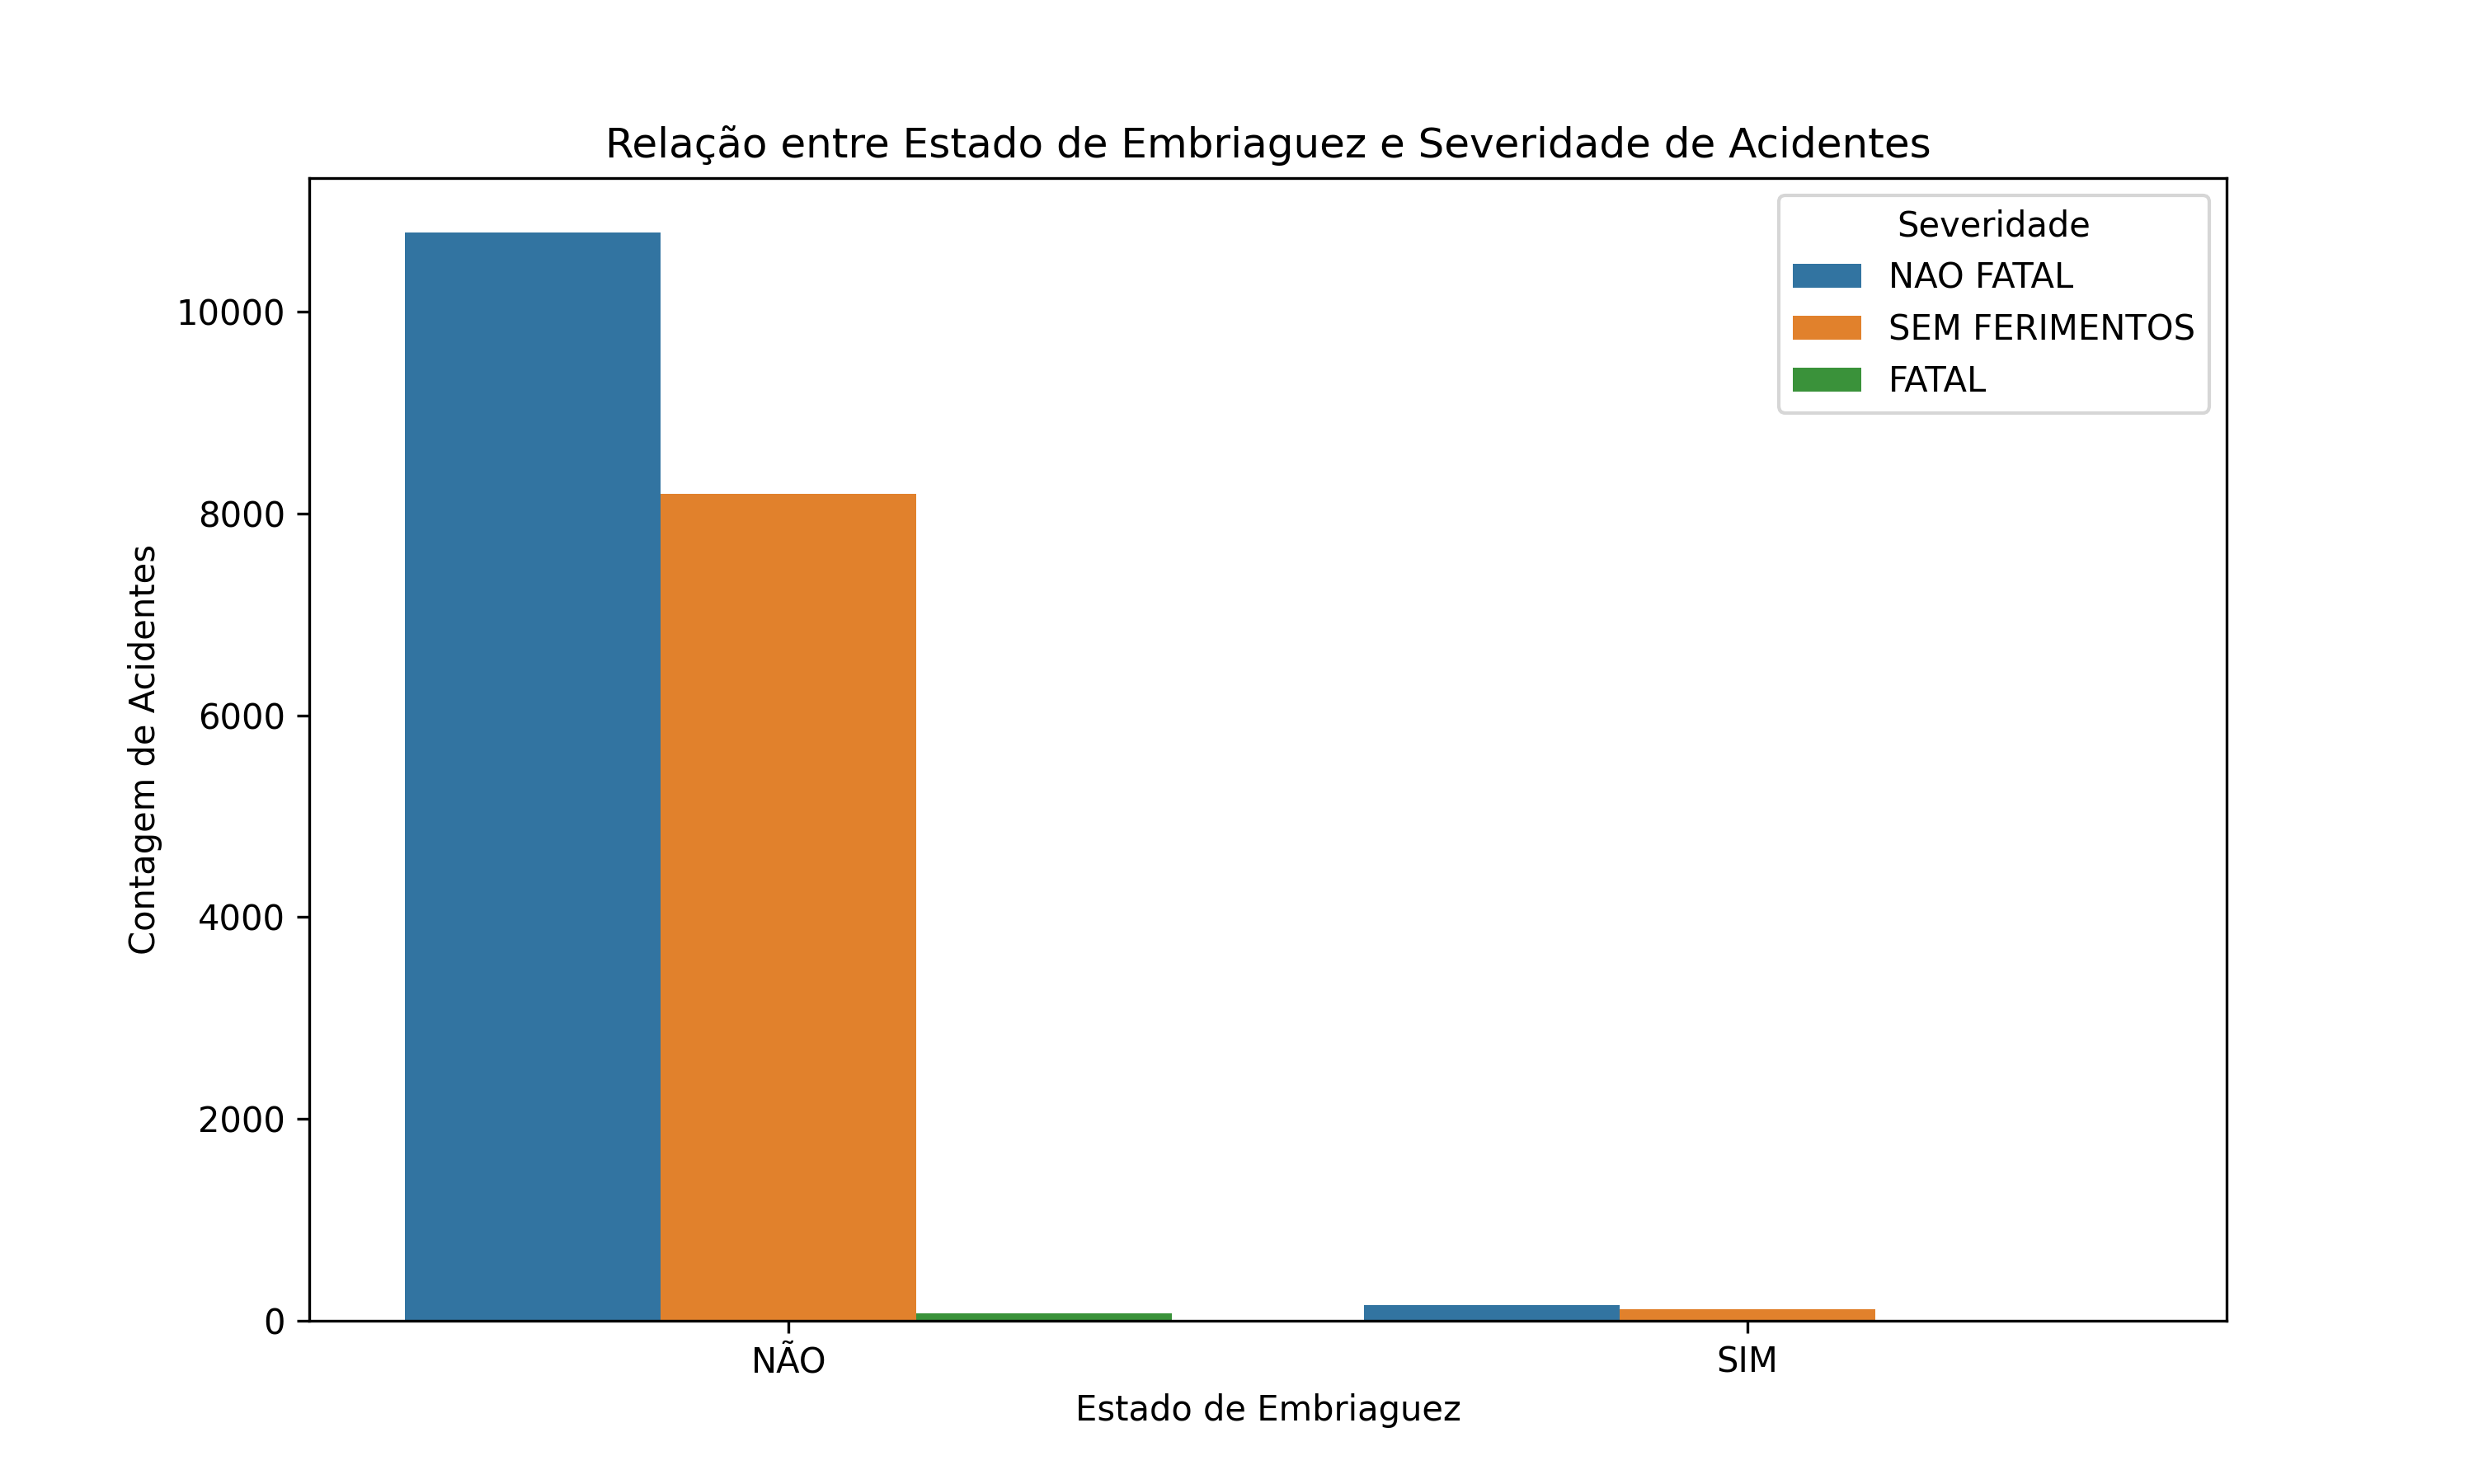 Relação entre Estado de Embriaguez e Severidade de Acidentes
Severidade
NAO FATAL
SEM FERIMENTOS
FATAL
Contagem de Acidentes
10000
8000
6000
4000
2000
0
NÃO
SIM
Estado de Embriaguez